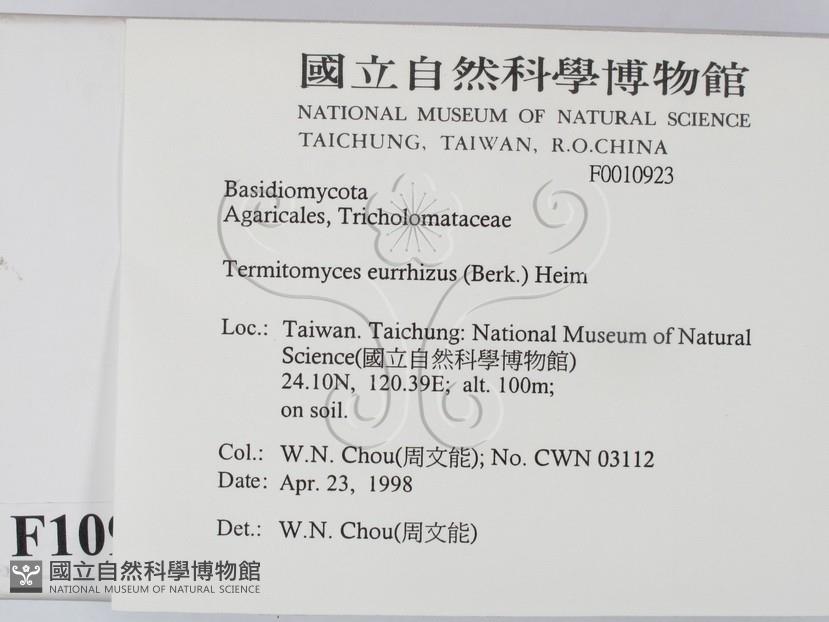 國立自然科學博物館
NATIONAL MUSEUM OF NATURAL SCIENCE
TAICHUNG, TAIWAN, R.O.CHINA
F0010923
Basidiomycota
Agaricales, Tricholomataceae
Termitomyces eurrhizus (Berk.) Heim
Loc.: Taiwan. Taichung: National Museum of Natural
Science(國立自然科學博物館)
24.10N, 120.39E; alt. 100m;
on soil.
Col.: W.N. Chou(周文能); No. CWN 03112
Date: Apr. 23, 1998
Det.: W.N. Chou(周文能)
F109
國立自然科學博物館
NATIONAL MUSEUM OF NATURAL SCIENCE